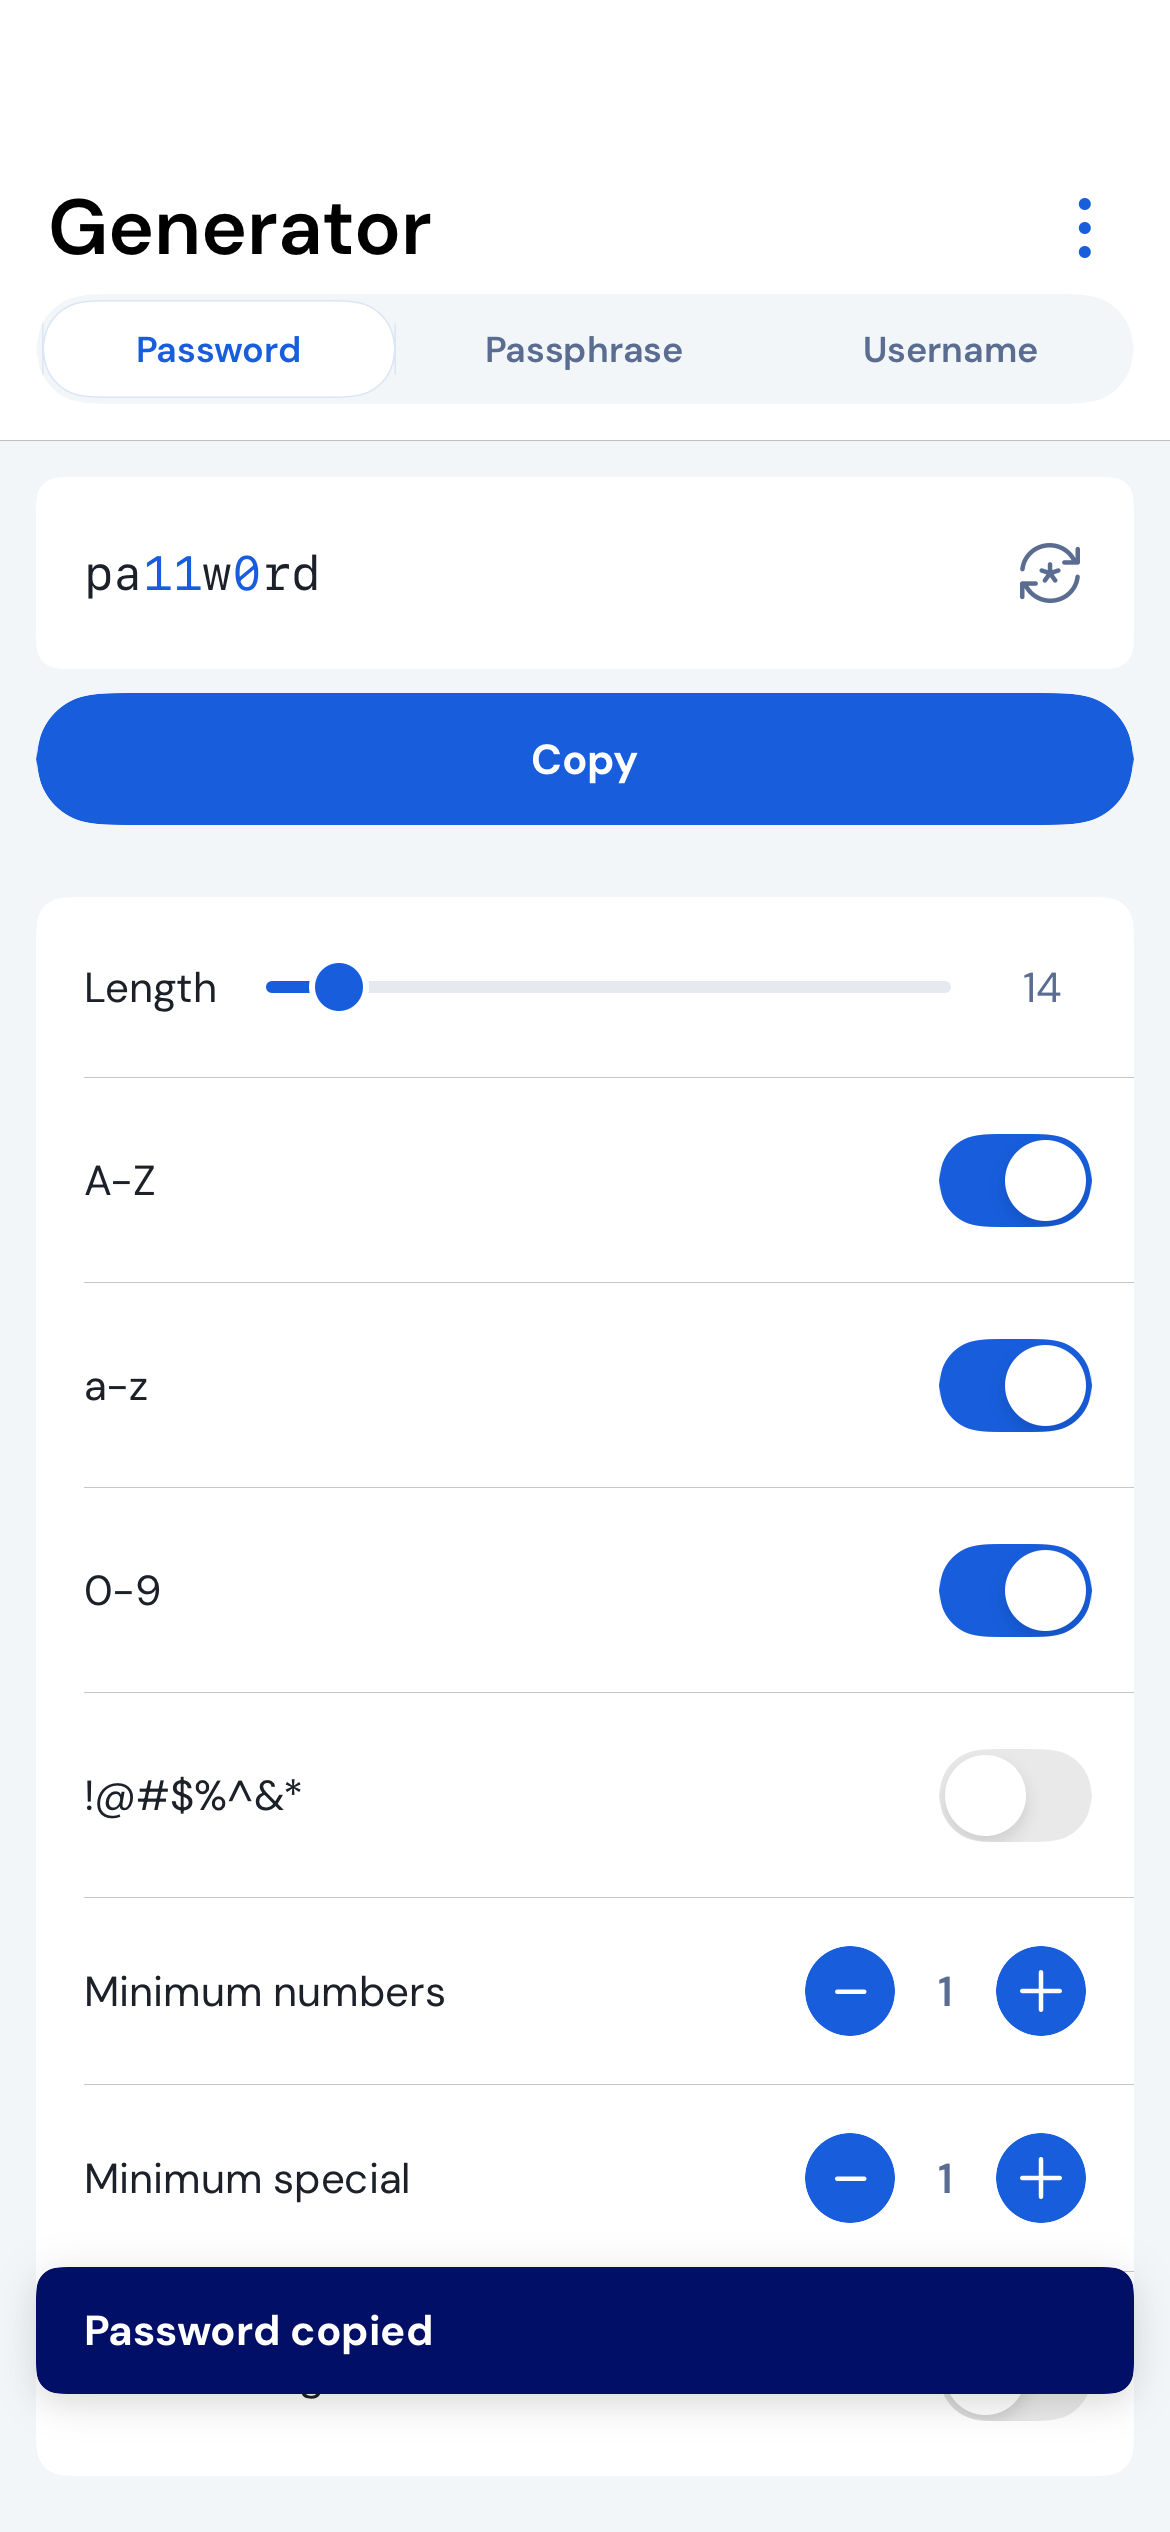 Generator
Password Passphrase Username
pa11w0rd
Copy
Length 14
A-Z
a-z
0-9
!@#$%^&*
Minimum numbers 1
Minimum special 1
Password copied